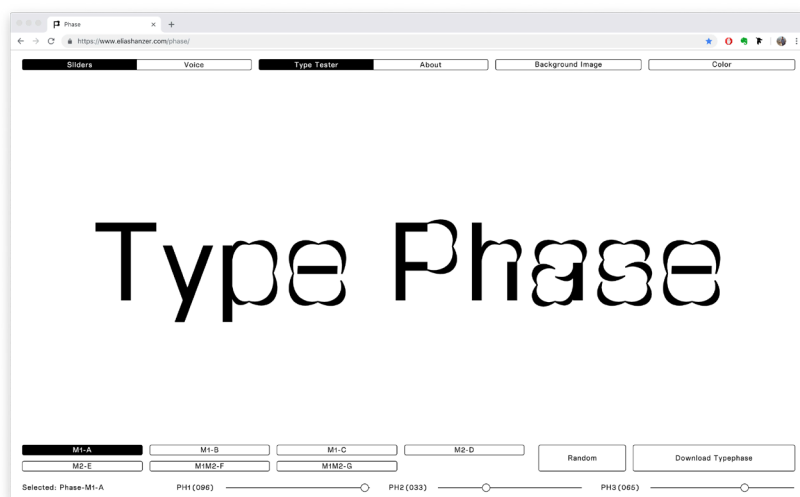 Phase
https://www.eliashanzer.com/phase/
Sliders Voice Type Tester About Background Image Color
Type Phase
M1-A M1-B M1-C M2-D Random Download Typephase
M2-E M1M2-F M1M2-G
Selected: Phase-M1-A PH1(096) PH2(033) PH3(065)